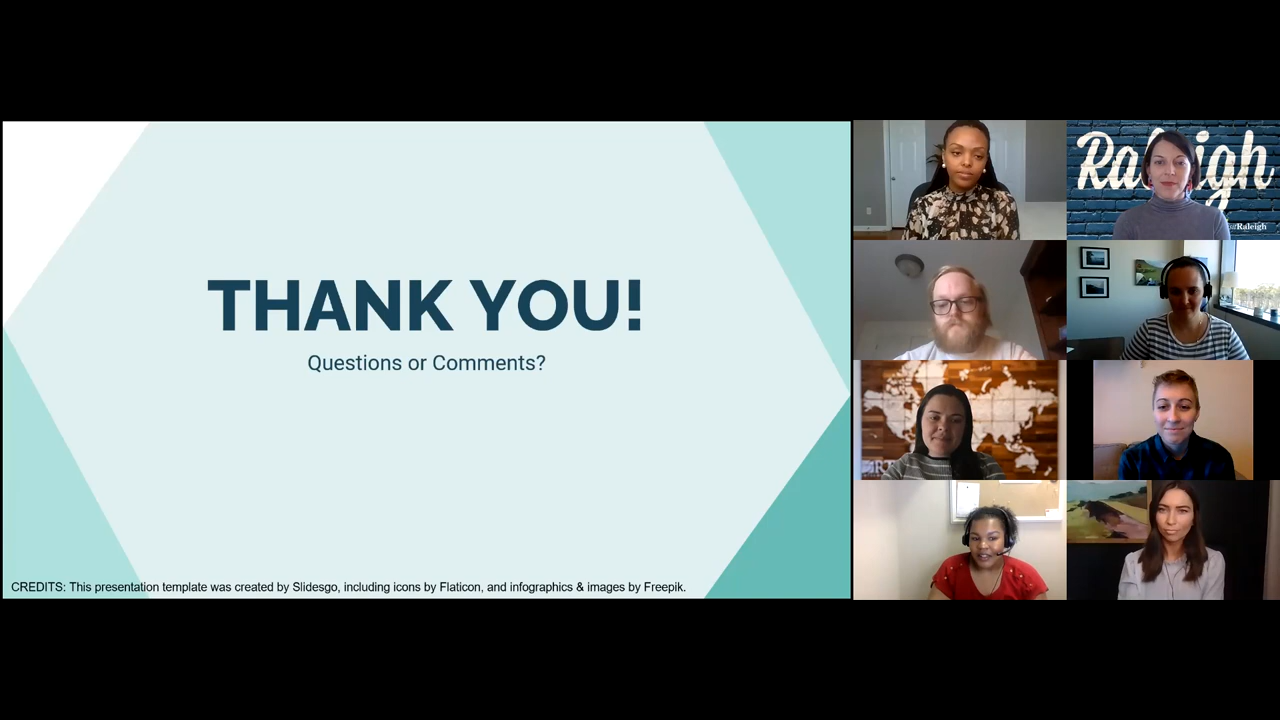 THANK YOU!
Questions or Comments?
CREDITS: This presentation template was created by Slidesgo, including icons by Flaticon, and infographics & images by Freepik.
Raleigh
Raleigh